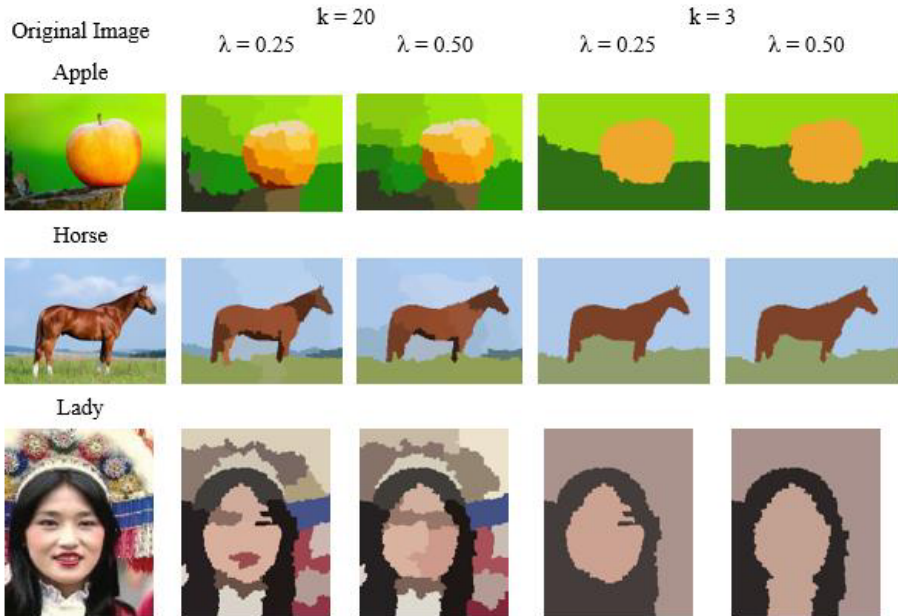 k = 20 k = 3
Original Image
λ = 0.25 λ = 0.50 λ = 0.25 λ = 0.50
Apple
Horse
Lady